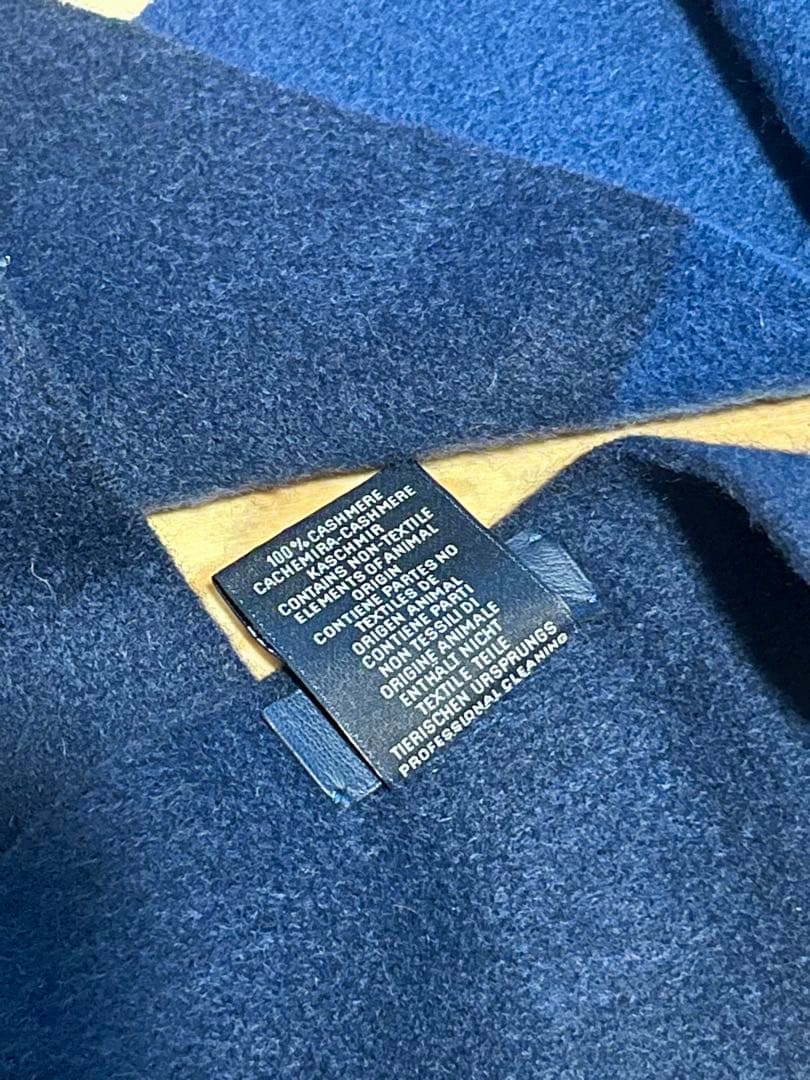 100% CASHMERE
CACHEMIRA-CASHMERE
KASCHMIR
CONTAINS NON-TEXTILE
ELEMENTS OF ANIMAL
ORIGIN
CONTIENE PARTES NO
TEXTILES DE
ORIGEN ANIMAL
CONTIENE PARTI
NON TESSILI DI
ORIGINE ANIMALE
ENTHÄLT NICHT
TEXTILE TEILE
TIERISCHEN URSPRUNGS
PROFESSIONAL CLEANING